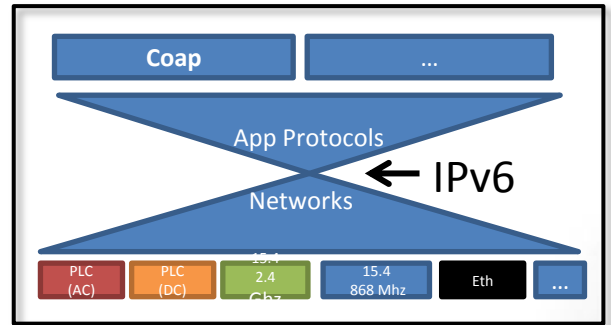 Coap
...
App Protocols
IPv6
Networks
PLC
(AC)
PLC
(DC)
15.4
2.4
Ghz
15.4
868 Mhz
Eth
...